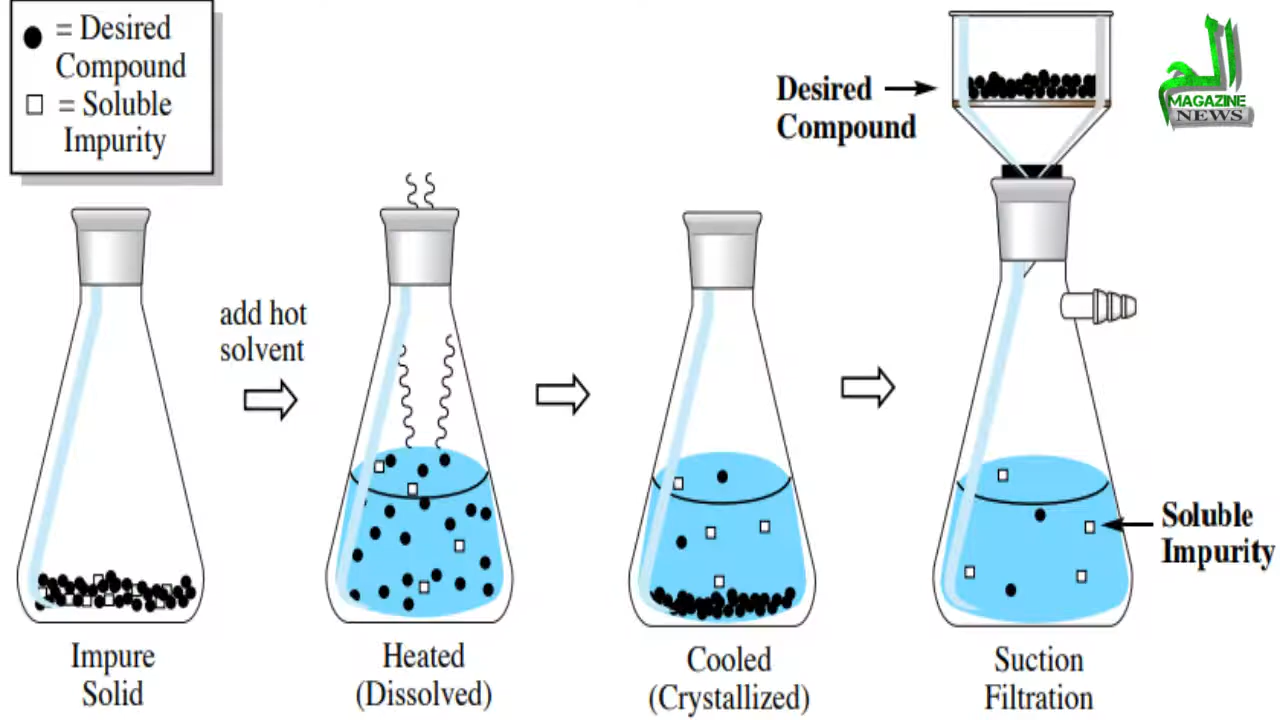 = Desired
Compound
= Soluble
Impurity
Desired
Compound
MAGAZINE
NEWS
add hot
solvent
Soluble
Impurity
Impure
Solid
Heated
(Dissolved)
Cooled
(Crystallized)
Suction
Filtration